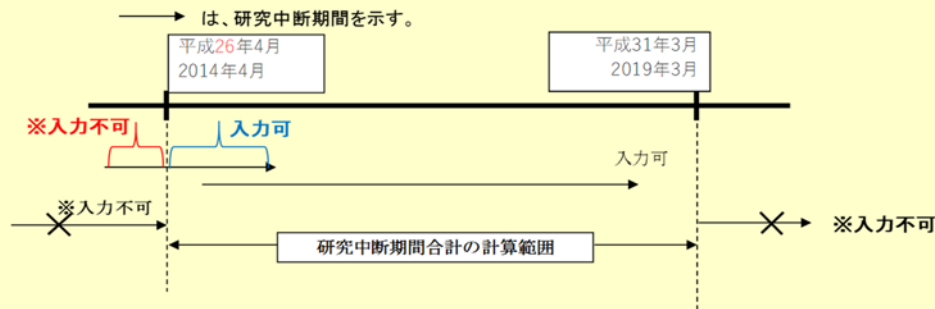 は、研究中断期間を示す。
平成26年4月
2014年4月
平成31年3月
2019年3月
※入力不可
入力可
入力可
※入力不可
※入力不可
研究中断期間合計の計算範囲